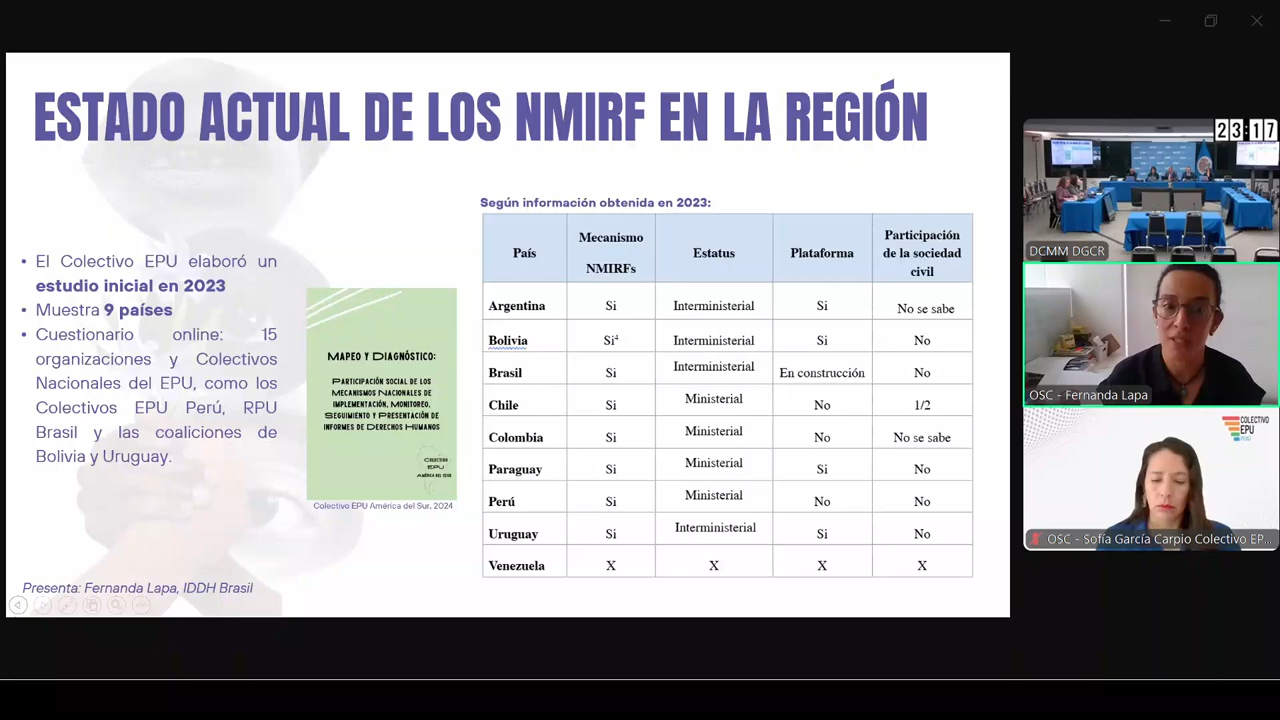 ESTADO ACTUAL DE LOS NMIRF EN LA REGIÓN
• El Colectivo EPU elaboró un
estudio inicial en 2023
• Muestra 9 países
• Cuestionario online: 15
organizaciones y Colectivos
Nacionales del EPU, como los
Colectivos EPU Perú, RPU
Brasil y las coaliciones de
Bolivia y Uruguay.
Presenta: Fernanda Lapa, IDDH Brasil
MAPEO Y DIAGNÓSTICO:
PARTICIPACIÓN SOCIAL DE LOS
MECANISMOS NACIONALES DE
IMPLEMENTACIÓN, MONITOREO,
SEGUIMIENTO Y PRESENTACIÓN DE
INFORMES DE DERECHOS HUMANOS
COLECTIVO
EPU
AMÉRICA DEL SUR
Colectivo EPU América del Sur, 2024
Según información obtenida en 2023:
País Mecanismo NMIRFs Estatus Plataforma Participación de la sociedad civil
Argentina Si Interministerial Si No se sabe
Bolivia Si⁴ Interministerial Si No
Brasil Si Interministerial En construcción No
Chile Si Ministerial No 1/2
Colombia Si Ministerial No No se sabe
Paraguay Si Ministerial Si No
Perú Si Ministerial No No
Uruguay Si Interministerial Si No
Venezuela X X X X
23:17
DCMM DGCR
OSC - Fernanda Lapa
COLECTIVO
EPU
PERÚ
OSC - Sofía García Carpio Colectivo EP...